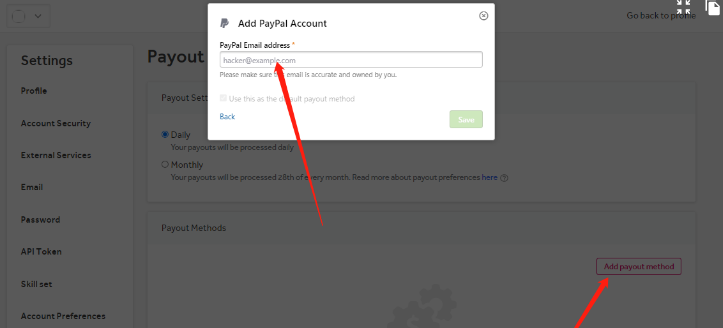 Add PayPal Account
Go back to profile
PayPal Email address *
hacker@example.com
Please make sure this email is accurate and owned by you.
Use this as the default payout method
Back
Save
Settings
Profile
Account Security
External Services
Email
Password
API Token
Skill set
Account Preferences
Payout
Payout Set
Daily
Your payouts will be processed daily
Monthly
Your payouts will be processed 28th of every month. Read more about payout preferences here
Payout Methods
Add payout method